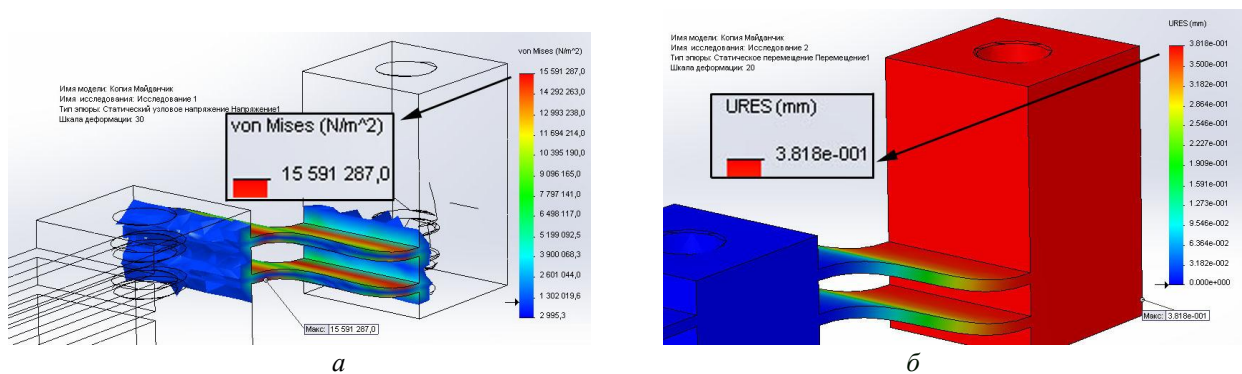 Имя модели: Копия Майданчик
Имя исследования: Исследование 1
Тип эпюры: Статический узловое напряжение Напряжение1
Шкала деформации: 30
von Mises (N/m^2)
15 591 287,0
von Mises (N/m^2)
15 591 287,0
14 292 263,0
12 993 238,0
11 694 214,0
10 395 190,0
9 096 165,0
7 797 141,0
6 498 117,0
5 199 092,5
3 900 068,3
2 601 044,0
1 302 019,6
2 995,3
Макс: 15 591 287,0
а
Имя модели: Копия Майданчик
Имя исследования: Исследование 2
Тип эпюры: Статическое перемещение Перемещение1
Шкала деформации: 20
URES (mm)
3.818e-001
URES (mm)
3.818e-001
3.500e-001
3.182e-001
2.864e-001
2.546e-001
2.227e-001
1.909e-001
1.591e-001
1.273e-001
9.546e-002
6.364e-002
3.182e-002
0.000e+000
Макс: 3.818e-001
б